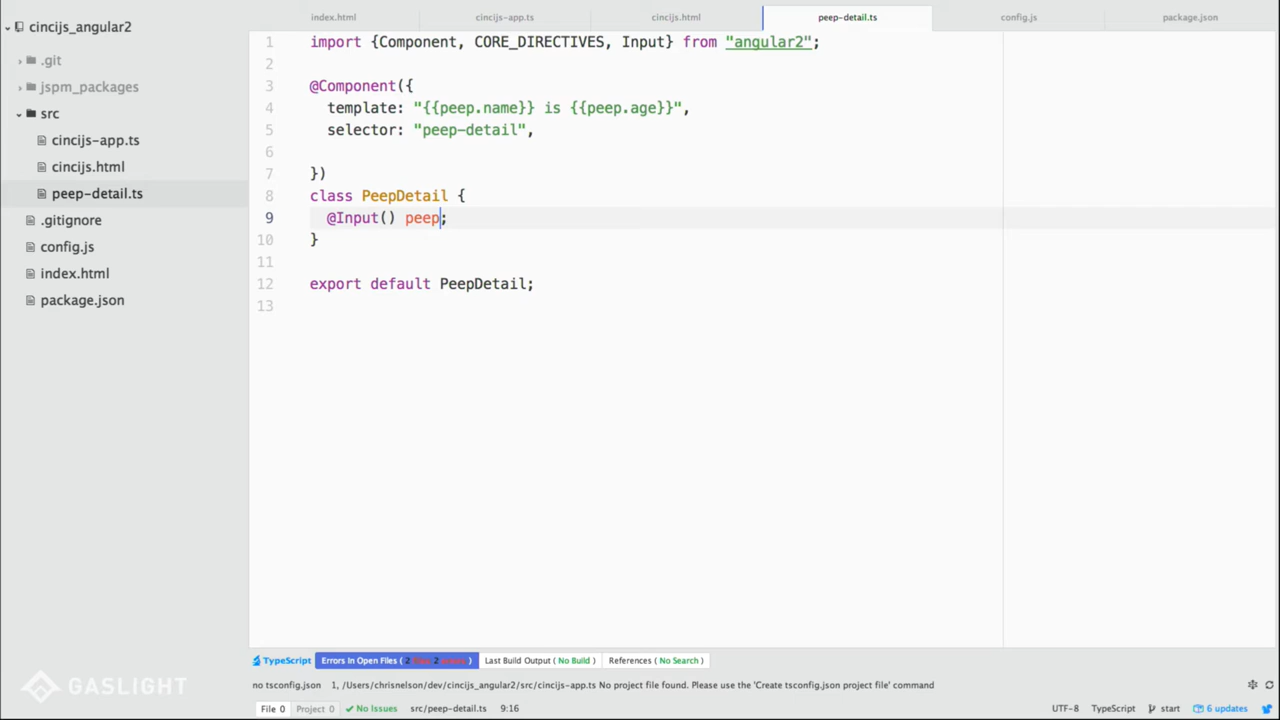 cincijs_angular2
.git
jspm_packages
src
cincijs-app.ts
cincijs.html
peep-detail.ts
.gitignore
config.js
index.html
package.json
index.html cincijs-app.ts cincijs.html peep-detail.ts config.js package.json
1 import {Component, CORE_DIRECTIVES, Input} from "angular2";
2
3 @Component({
4 template: "{{peep.name}} is {{peep.age}}",
5 selector: "peep-detail",
6
7 })
8 class PeepDetail {
9 @Input() peep;
10 }
11
12 export default PeepDetail;
13
TypeScript Errors In Open Files ( 2 files 2 errors ) Last Build Output ( No Build ) References ( No Search )
no tsconfig.json 1, /Users/chrisnelson/dev/cincijs_angular2/src/cincijs-app.ts No project file found. Please use the 'Create tsconfig.json project file' command
File 0 Project 0 No Issues src/peep-detail.ts 9:16 UTF-8 TypeScript start 6 updates
GASLIGHT